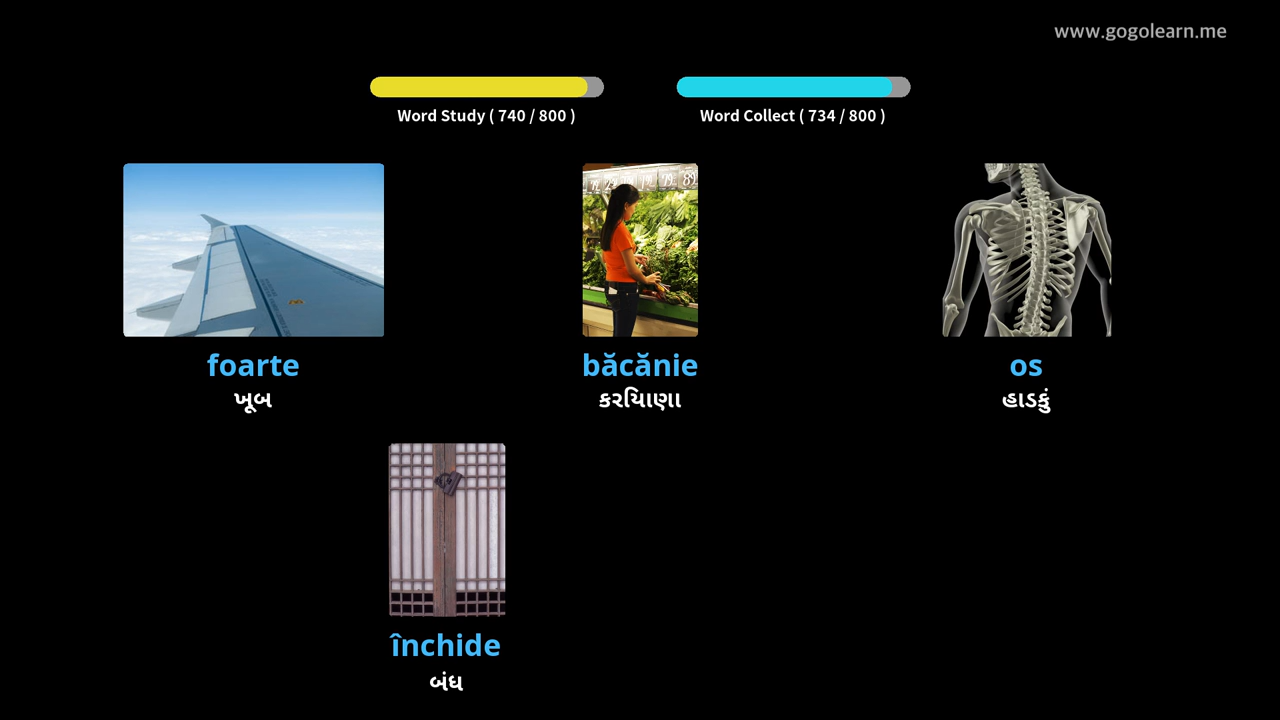 www.gogolearn.me
Word Study ( 740 / 800 )
Word Collect ( 734 / 800 )
foarte
ખૂબ
băcănie
કરિયાણા
os
હાડકું
închide
બંધ